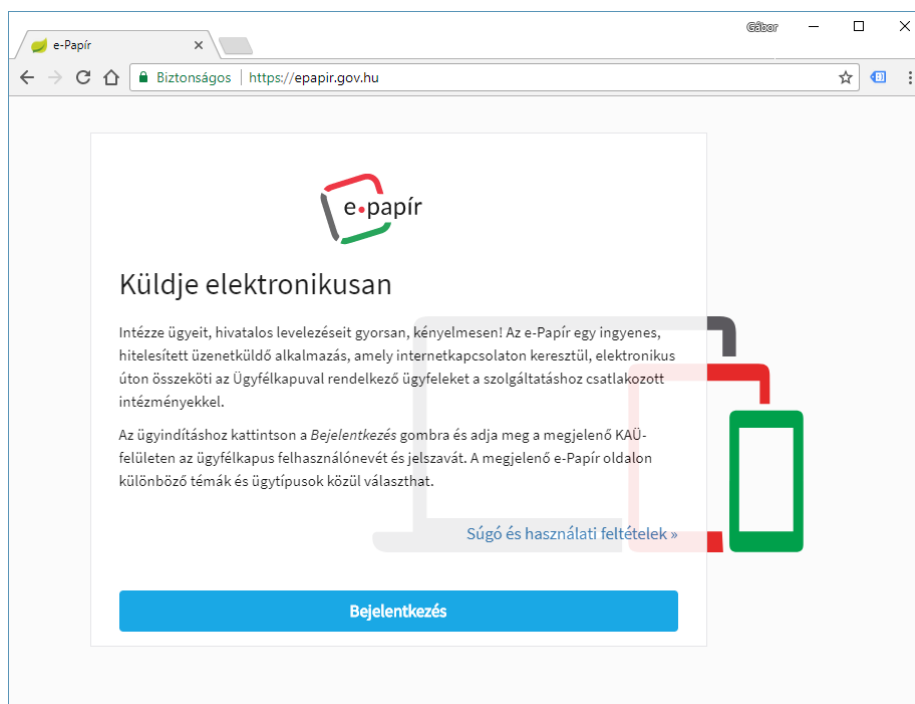 Gábor
e-Papír
Biztonságos | https://epapir.gov.hu
e•papír
Küldje elektronikusan
Intézze ügyeit, hivatalos levelezéseit gyorsan, kényelmesen! Az e-Papír egy ingyenes,
hitelesített üzenetküldő alkalmazás, amely internetkapcsolaton keresztül, elektronikus
úton összeköti az Ügyfélkapuval rendelkező ügyfeleket a szolgáltatáshoz csatlakozott
intézményekkel.
Az ügyindításhoz kattintson a Bejelentkezés gombra és adja meg a megjelenő KAÜ-
felületen az ügyfélkapus felhasználónevét és jelszavát. A megjelenő e-Papír oldalon
különböző témák és ügytípusok közül választhat.
Súgó és használati feltételek »
Bejelentkezés